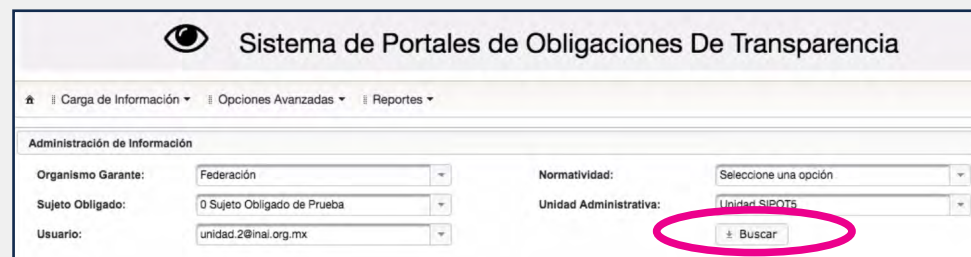 Sistema de Portales de Obligaciones De Transparencia
Carga de Información Opciones Avanzadas Reportes
Administración de Información
Organismo Garante: Federación Normatividad: Seleccione una opción
Sujeto Obligado: 0 Sujeto Obligado de Prueba Unidad Administrativa: Unidad SIPOT5
Usuario: unidad.2@inai.org.mx Buscar